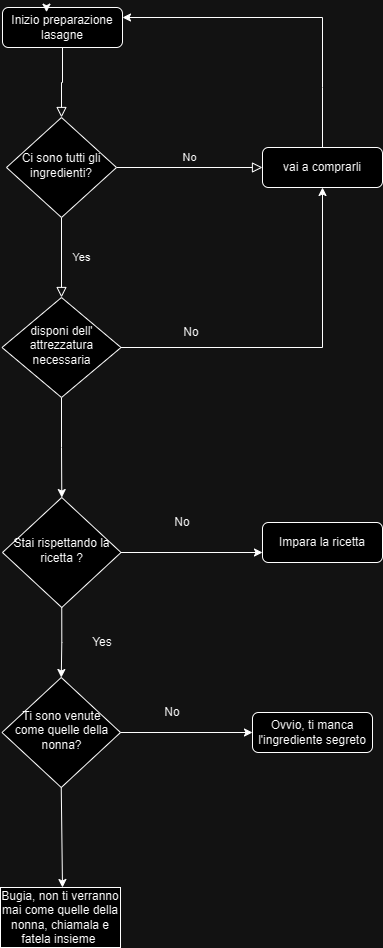 Inizio preparazione
lasagne
Ci sono tutti gli
ingredienti?
No
vai a comprarli
Yes
disponi dell'
attrezzatura
necessaria
No
Stai rispettando la
ricetta ?
No
Impara la ricetta
Yes
Ti sono venute
come quelle della
nonna?
No
Ovvio, ti manca
l'ingrediente segreto
Bugia, non ti verranno
mai come quelle della
nonna, chiamala e
fatela insieme